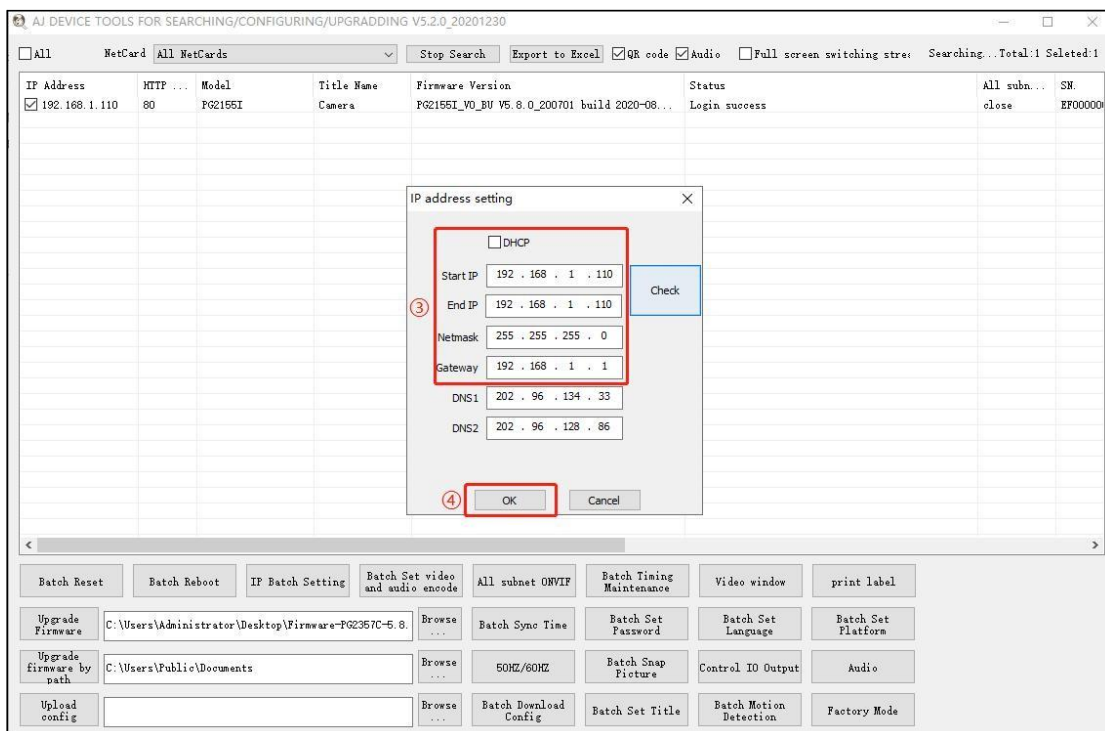 AJ DEVICE TOOLS FOR SEARCHING/CONFIGURING/UPGRADDING V5.2.0_20201230
All NetCard All NetCards Stop Search Export to Excel QR code Audio Full screen switching stre: Searching...Total:1 Seleted:1
IP Address HTTP ... Model Title Name Firmware Version Status All subn... SN.
192.168.1.110 80 PG2155I Camera PG2155I_V0_BU V5.8.0_200701 build 2020-08... Login success close EF00000
IP address setting
DHCP
Start IP 192 . 168 . 1 . 110
Check
③ End IP 192 . 168 . 1 . 110
Netmask 255 . 255 . 255 . 0
Gateway 192 . 168 . 1 . 1
DNS1 202 . 96 . 134 . 33
DNS2 202 . 96 . 128 . 86
④ OK Cancel
Batch Reset Batch Reboot IP Batch Setting Batch Set video and audio encode All subnet ONVIF Batch Timing Maintenance Video window print label
Upgrade Firmware C:\Users\Administrator\Desktop\Firmware-PG2357C-5.8. Browse ... Batch Sync Time Batch Set Password Batch Set Language Batch Set Platform
Upgrade firmware by path C:\Users\Public\Documents Browse ... 50HZ/60HZ Batch Snap Picture Control IO Output Audio
Upload config Browse ... Batch Download Config Batch Set Title Batch Motion Detection Factory Mode